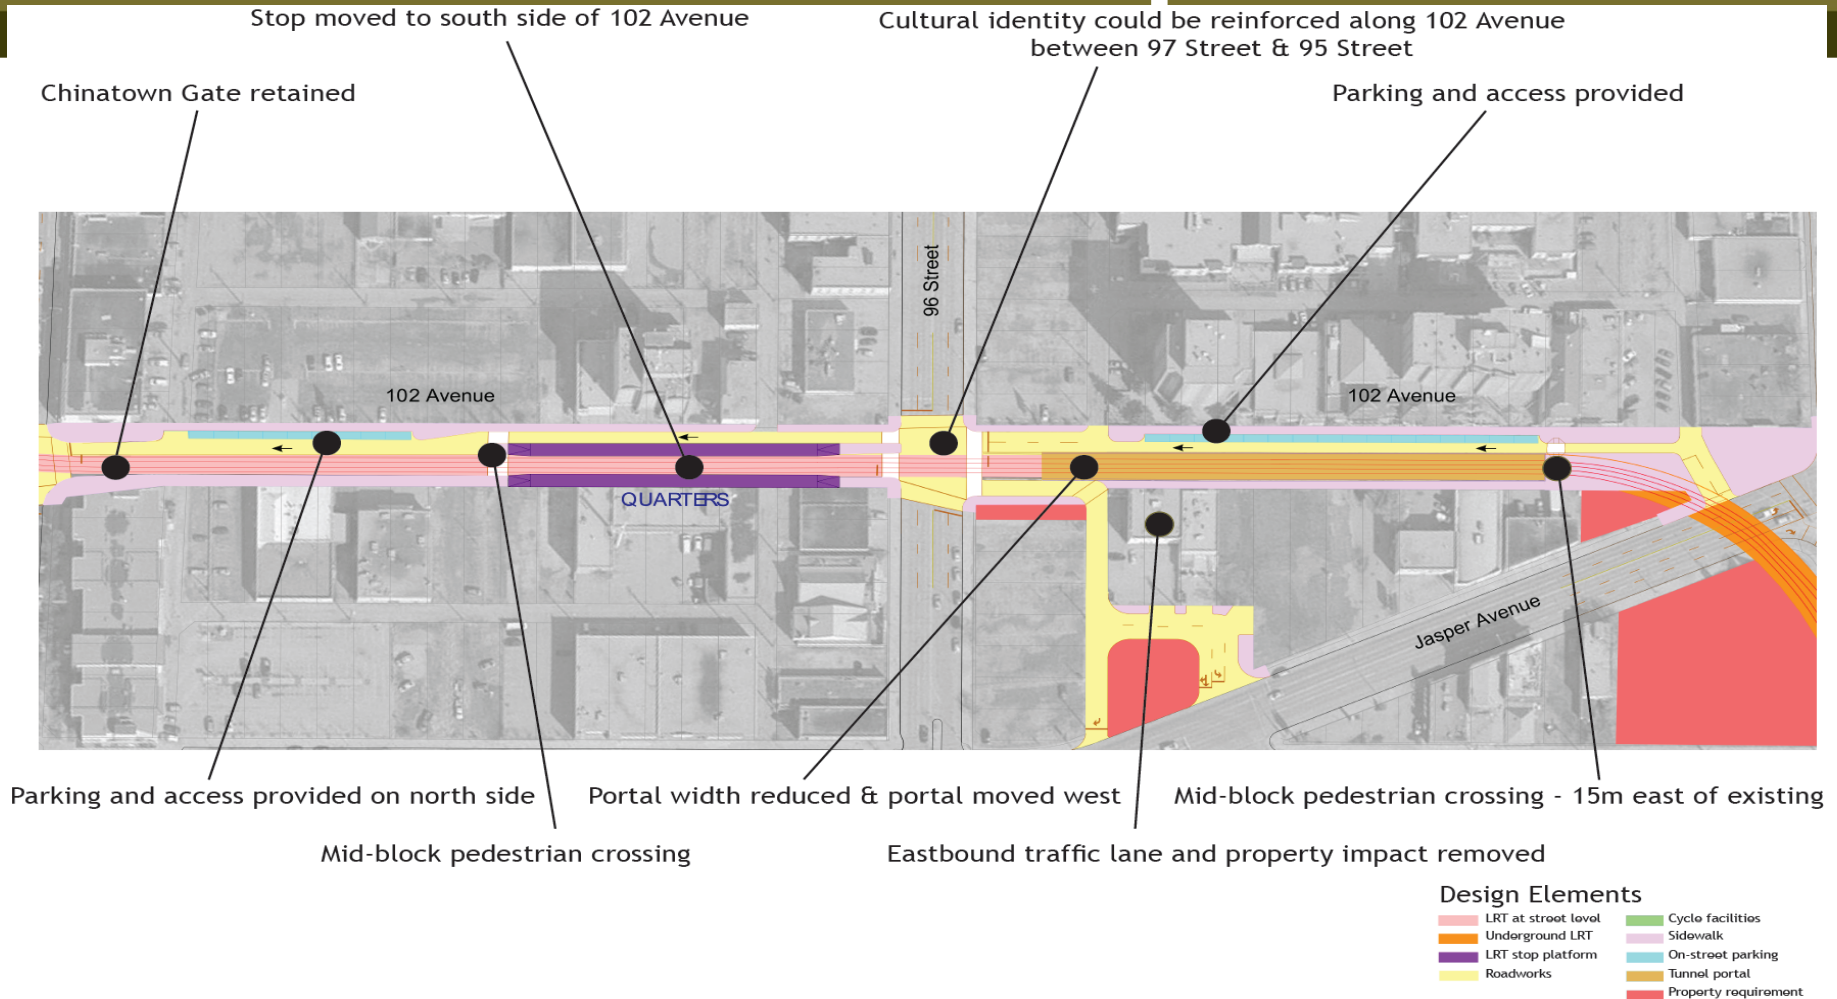 Stop moved to south side of 102 Avenue
Cultural identity could be reinforced along 102 Avenue
between 97 Street & 95 Street
Chinatown Gate retained
Parking and access provided
96 Street
102 Avenue
102 Avenue
QUARTERS
Jasper Avenue
Parking and access provided on north side
Portal width reduced & portal moved west
Mid-block pedestrian crossing - 15m east of existing
Mid-block pedestrian crossing
Eastbound traffic lane and property impact removed
Design Elements
LRT at street level
Underground LRT
LRT stop platform
Roadworks
Cycle facilities
Sidewalk
On-street parking
Tunnel portal
Property requirement